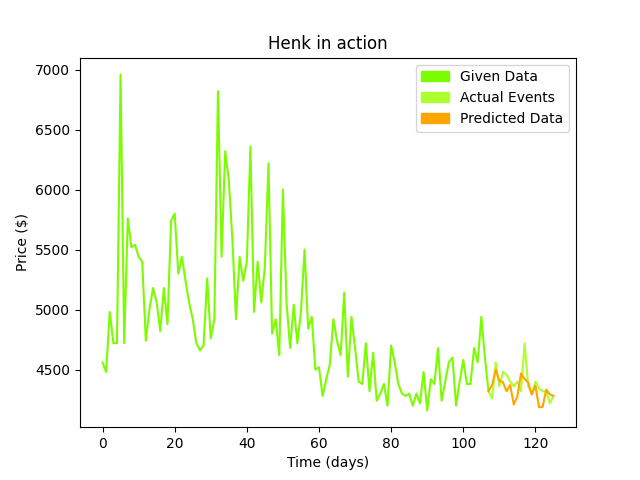 Henk in action
Given Data
Actual Events
Predicted Data
Price ($)
7000
6500
6000
5500
5000
4500
0 20 40 60 80 100 120
Time (days)